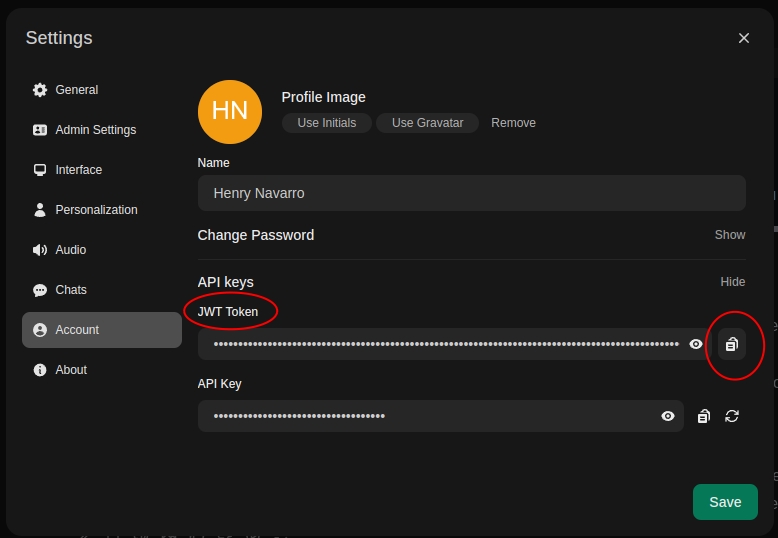 Settings
General
Admin Settings
Interface
Personalization
Audio
Chats
Account
About
HN
Profile Image
Use Initials
Use Gravatar
Remove
Name
Henry Navarro
Change Password
Show
API keys
Hide
JWT Token
API Key
Save